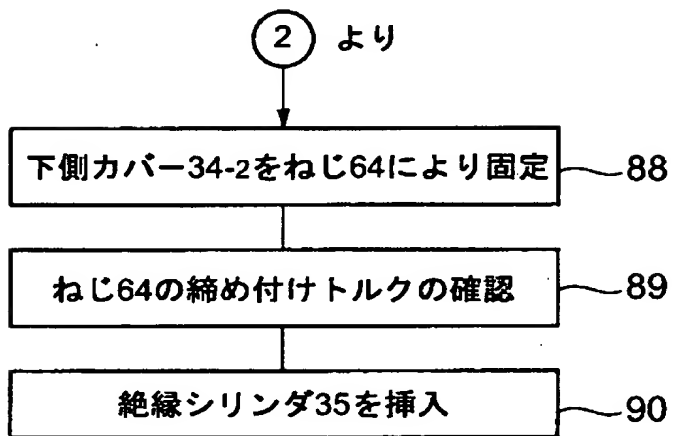 ② より
下側カバー34-2をねじ64により固定 88
ねじ64の締め付けトルクの確認 89
絶縁シリンダ35を挿入 90